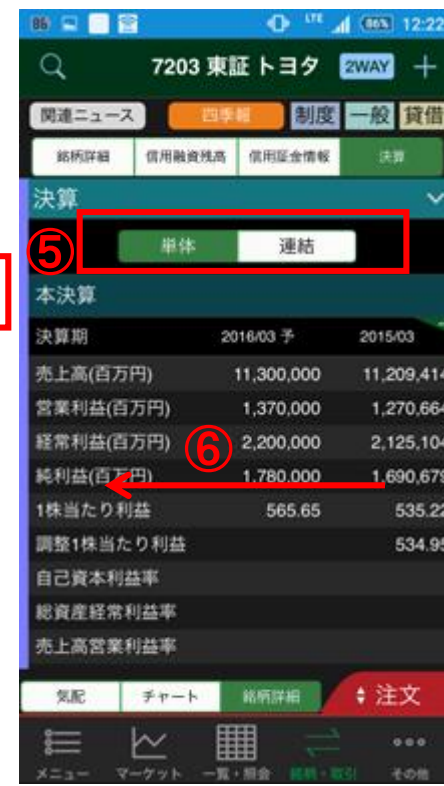 86 LTE 86% 12:22
7203 東証 トヨタ 2WAY +
関連ニュース 四季報 制度 一般 貸借
銘柄詳細 信用融資残高 信用証金情報 決算
決算
⑤ 単体 連結
本決算
決算期 2016/03 予 2015/03
売上高(百万円) 11,300,000 11,209,414
営業利益(百万円) 1,370,000 1,270,664
経常利益(百万円) 2,200,000 2,125,104
⑥
純利益(百万円) 1,780,000 1,690,679
1株当たり利益 565.65 535.22
調整1株当たり利益 534.95
自己資本利益率
総資産経常利益率
売上高営業利益率
気配 チャート 銘柄詳細 注文
メニュー マーケット 一覧・照会 銘柄・取引 その他